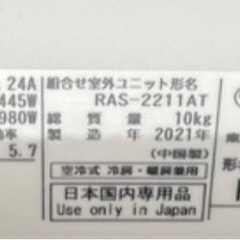 .24A 組合せ室外ユニット形名
445W RAS-2211AT
980W 総質量 10kg
製造年 2021年
5.7 (中国製)
空冷式 冷房・暖房兼用
日本国内専用品
Use only in Japan